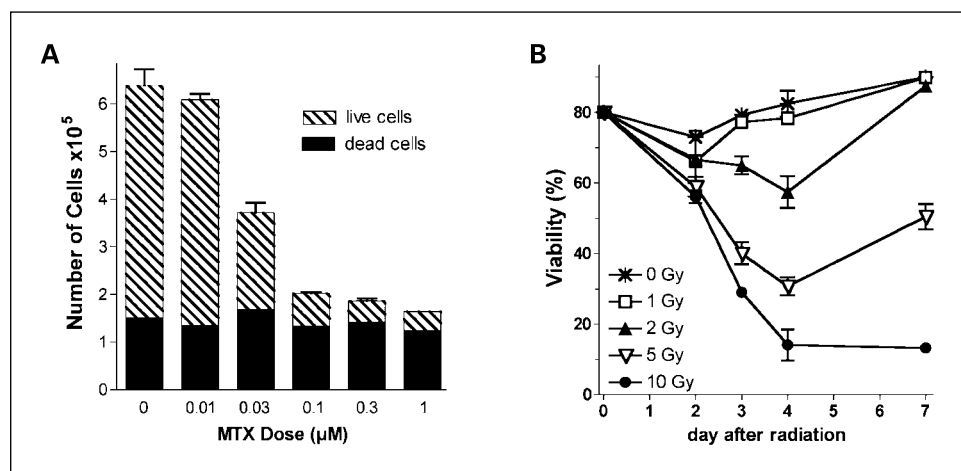 A
Number of Cells x10⁵
6
5
4
3
2
1
0
live cells
dead cells
0 0.01 0.03 0.1 0.3 1
MTX Dose (µM)
B
Viability (%)
80
60
40
20
0
0 Gy
1 Gy
2 Gy
5 Gy
10 Gy
0 1 2 3 4 5 6 7
day after radiation